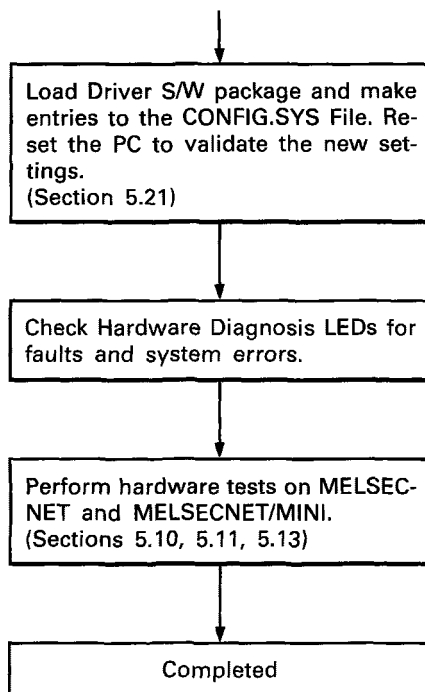 Load Driver S/W package and make
entries to the CONFIG.SYS File. Re-
set the PC to validate the new set-
tings.
(Section 5.21)
Check Hardware Diagnosis LEDs for
faults and system errors.
Perform hardware tests on MELSEC-
NET and MELSECNET/MINI.
(Sections 5.10, 5.11, 5.13)
Completed